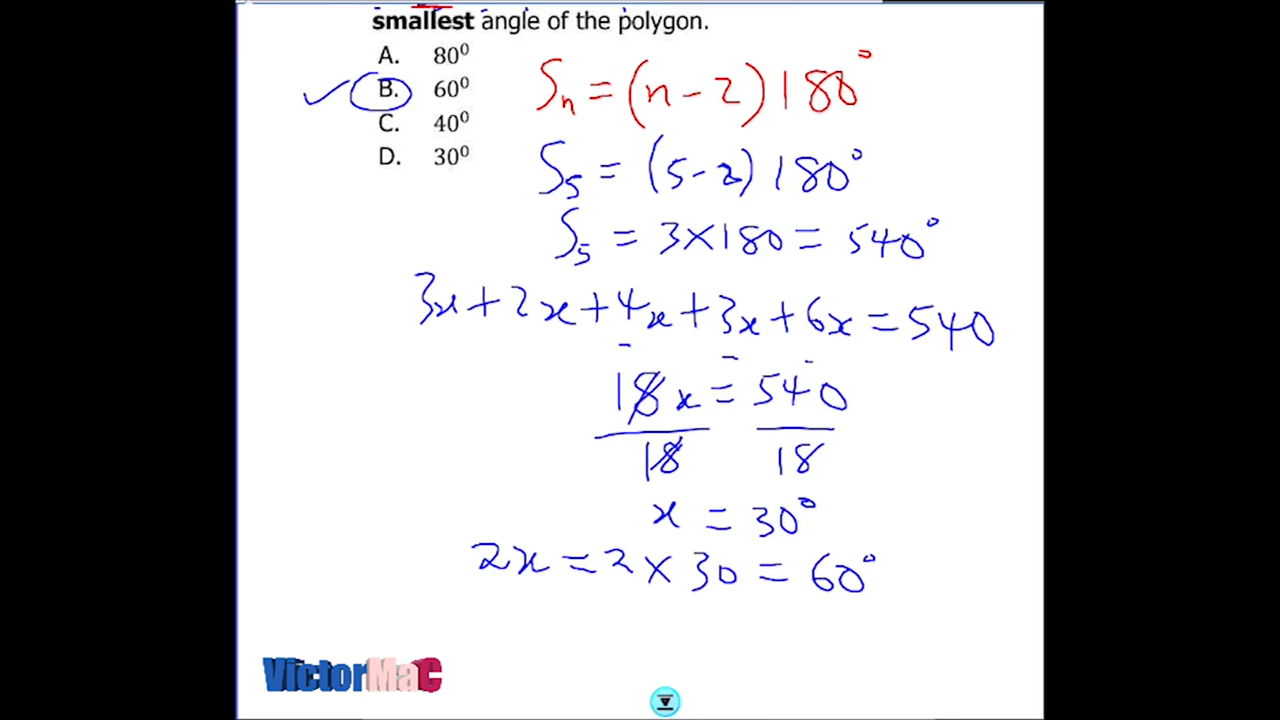 smallest angle of the polygon.
A. 80⁰
B. 60⁰
C. 40⁰
D. 30⁰
Sₙ = (n - 2) 180°
S₅ = (5 - 2) 180°
S₅ = 3 × 180 = 540°
3x + 2x + 4x + 3x + 6x = 540
18x = 540
18 18
x = 30°
2x = 2 × 30 = 60°
VictorMaC